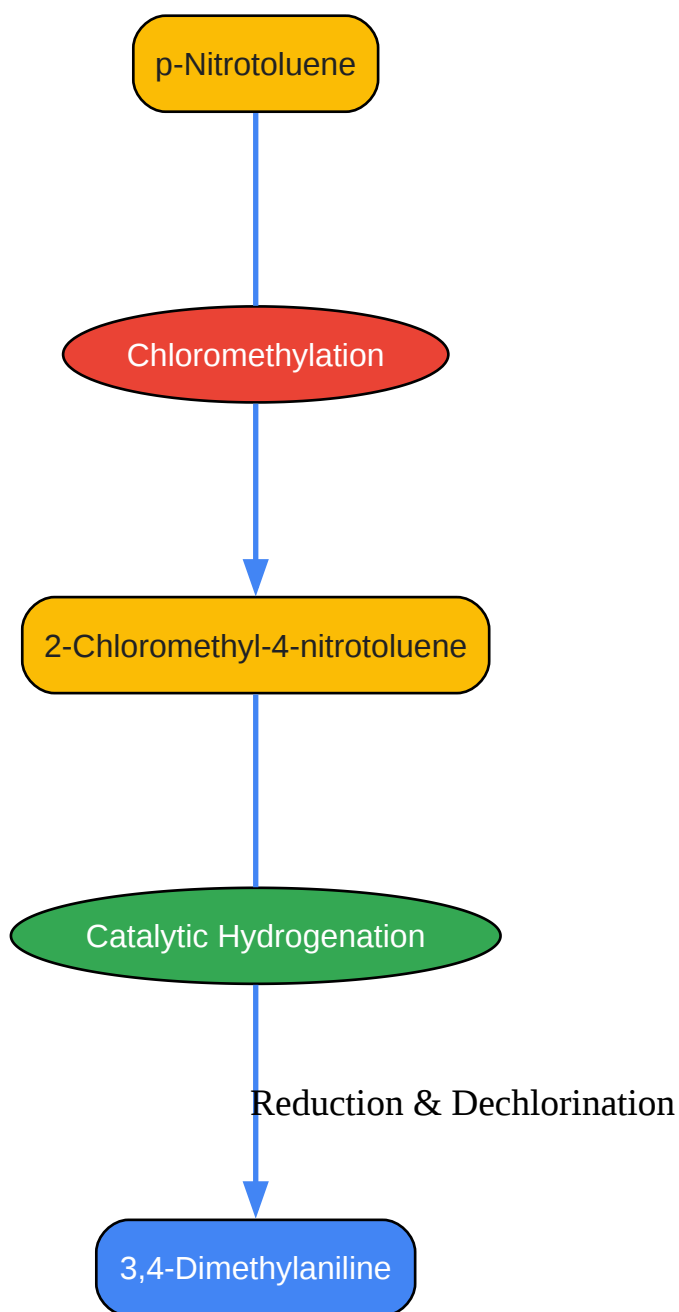 p-Nitrotoluene
Chloromethylation
2-Chloromethyl-4-nitrotoluene
Catalytic Hydrogenation
Reduction & Dechlorination
3,4-Dimethylaniline